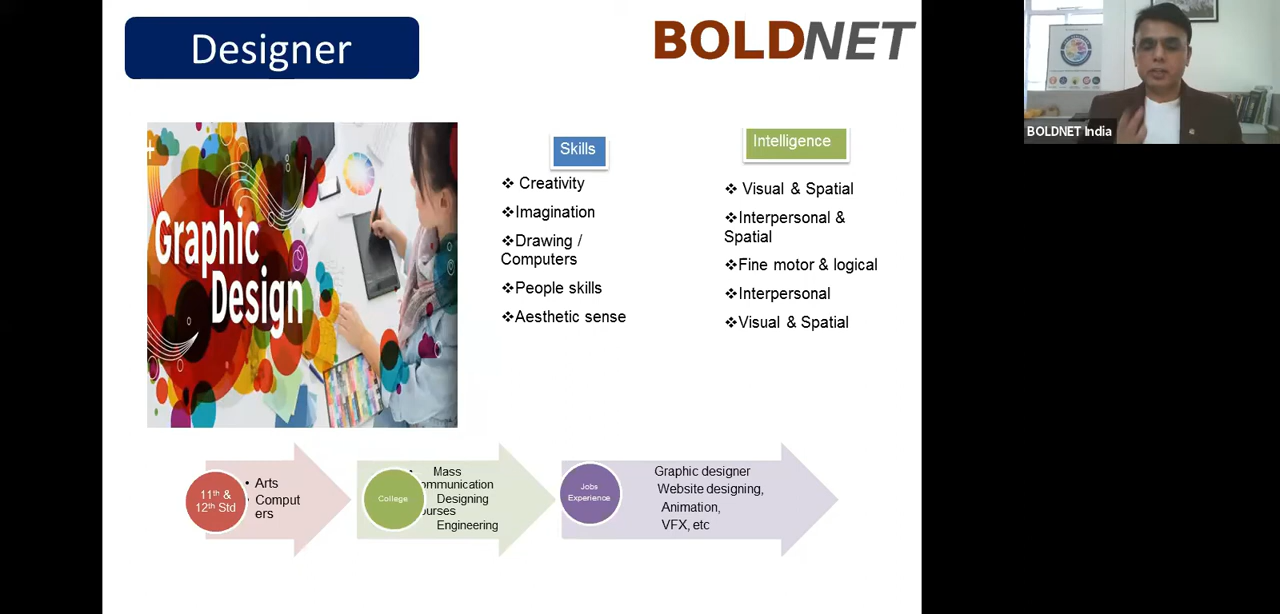 Designer
BOLDNET
BOLDNET India
Graphic
Design
Skills
❖ Creativity
❖Imagination
❖Drawing /
Computers
❖People skills
❖Aesthetic sense
Intelligence
❖ Visual & Spatial
❖Interpersonal &
Spatial
❖Fine motor & logical
❖Interpersonal
❖Visual & Spatial
11th &
12th Std
• Arts
• Comput
ers
College
• Mass
ommunication
Designing
ourses
Engineering
Jobs
Experience
Graphic designer
Website designing,
Animation,
VFX, etc